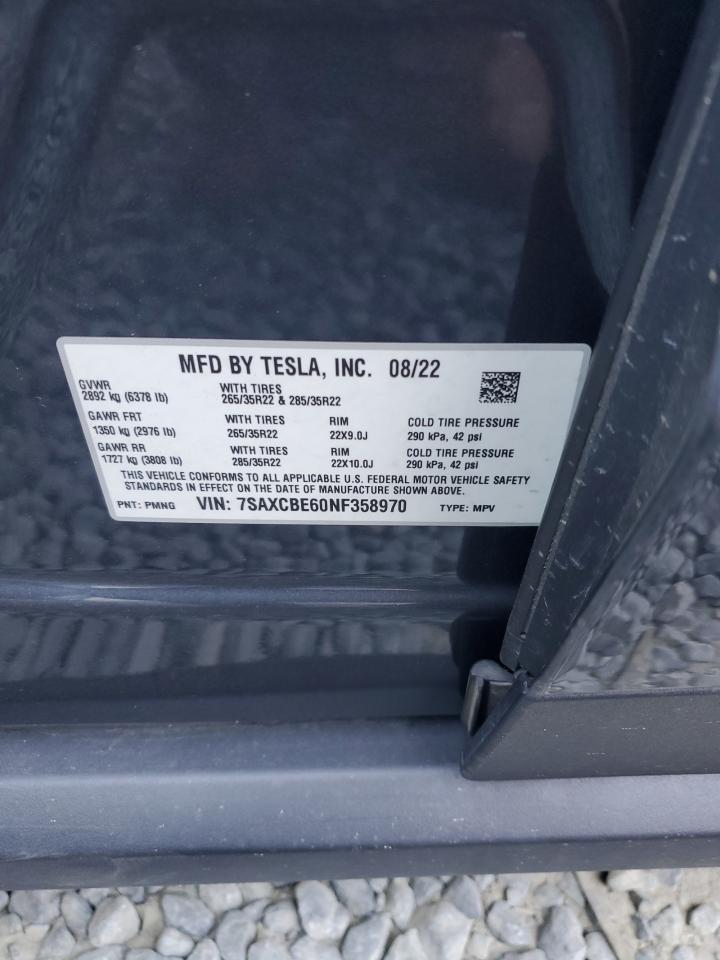 MFD BY TESLA, INC. 08/22
GVWR
2892 kg (6378 lb)
WITH TIRES
265/35R22 & 285/35R22
GAWR FRT
1350 kg (2976 lb)
WITH TIRES
265/35R22
RIM
22X9.0J
COLD TIRE PRESSURE
290 kPa, 42 psi
GAWR RR
1727 kg (3808 lb)
WITH TIRES
285/35R22
RIM
22X10.0J
COLD TIRE PRESSURE
290 kPa, 42 psi
THIS VEHICLE CONFORMS TO ALL APPLICABLE U.S. FEDERAL MOTOR VEHICLE SAFETY
STANDARDS IN EFFECT ON THE DATE OF MANUFACTURE SHOWN ABOVE.
PNT: PMNG VIN: 7SAXCBE60NF358970 TYPE: MPV